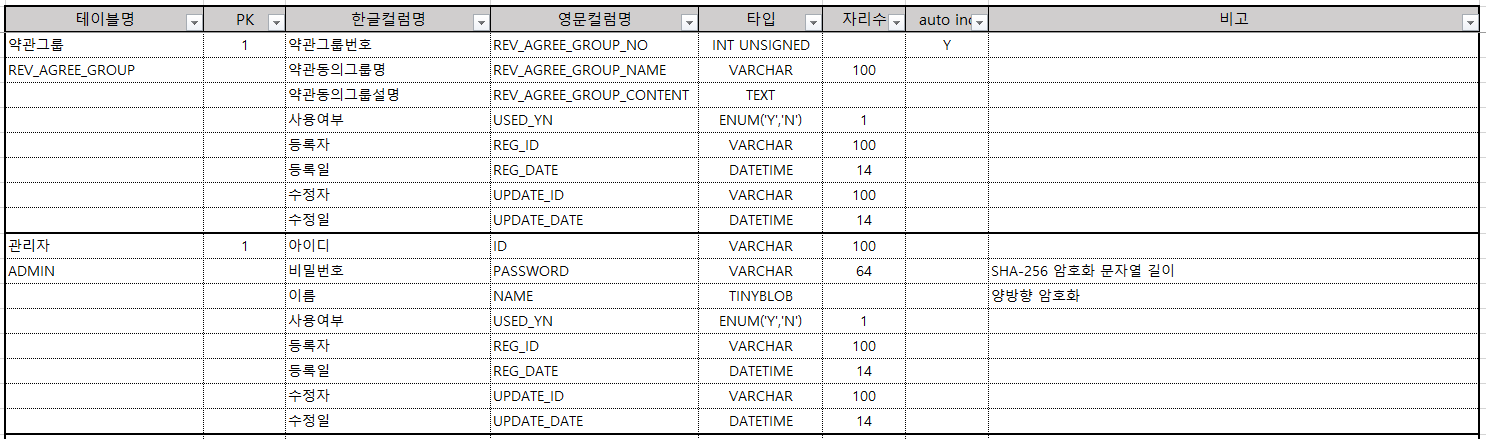 테이블명 PK 한글컬럼명 영문컬럼명 타입 자리수 auto inc 비고
약관그룹 1 약관그룹번호 REV_AGREE_GROUP_NO INT UNSIGNED Y
REV_AGREE_GROUP 약관동의그룹명 REV_AGREE_GROUP_NAME VARCHAR 100
약관동의그룹설명 REV_AGREE_GROUP_CONTENT TEXT
사용여부 USED_YN ENUM('Y','N') 1
등록자 REG_ID VARCHAR 100
등록일 REG_DATE DATETIME 14
수정자 UPDATE_ID VARCHAR 100
수정일 UPDATE_DATE DATETIME 14
관리자 1 아이디 ID VARCHAR 100
ADMIN 비밀번호 PASSWORD VARCHAR 64 SHA-256 암호화 문자열 길이
이름 NAME TINYBLOB 양방향 암호화
사용여부 USED_YN ENUM('Y','N') 1
등록자 REG_ID VARCHAR 100
등록일 REG_DATE DATETIME 14
수정자 UPDATE_ID VARCHAR 100
수정일 UPDATE_DATE DATETIME 14